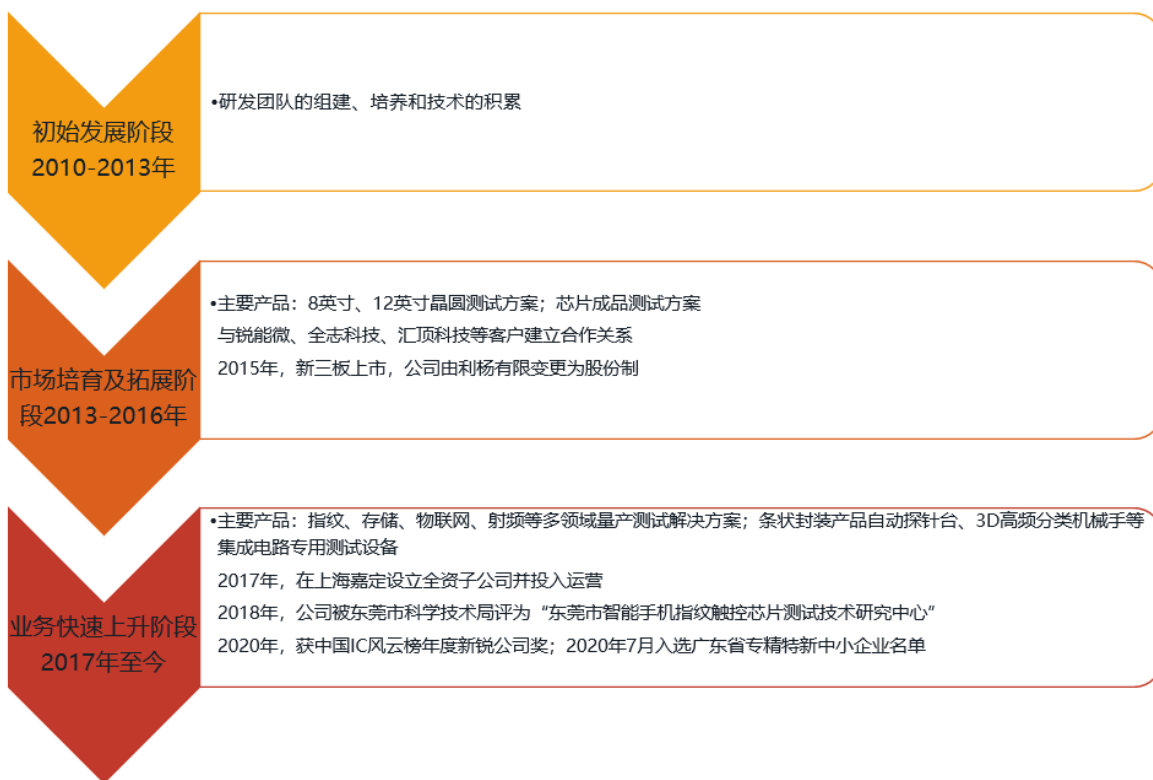 初始发展阶段
2010-2013年
•研发团队的组建、培养和技术的积累
市场培育及拓展阶
段2013-2016年
•主要产品：8英寸、12英寸晶圆测试方案；芯片成品测试方案
与锐能微、全志科技、汇顶科技等客户建立合作关系
2015年，新三板上市，公司由利杨有限变更为股份制
业务快速上升阶段
2017年至今
•主要产品：指纹、存储、物联网、射频等多领域量产测试解决方案；条状封装产品自动探针台、3D高频分类机械手等
集成电路专用测试设备
2017年，在上海嘉定设立全资子公司并投入运营
2018年，公司被东莞市科学技术局评为“东莞市智能手机指纹触控芯片测试技术研究中心”
2020年，获中国IC风云榜年度新锐公司奖；2020年7月入选广东省专精特新中小企业名单